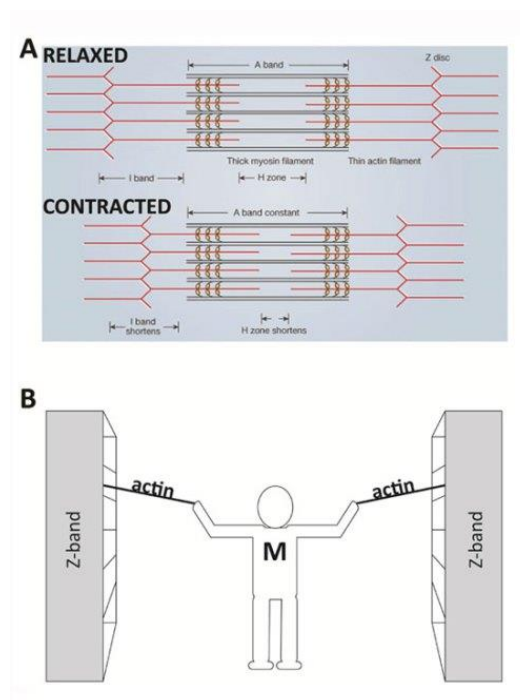 A RELAXED
A band
Z disc
Thick myosin filament
Thin actin filament
I band
H zone
CONTRACTED
A band constant
I band
shortens
H zone shortens
B
actin
actin
M
Z-band
Z-band